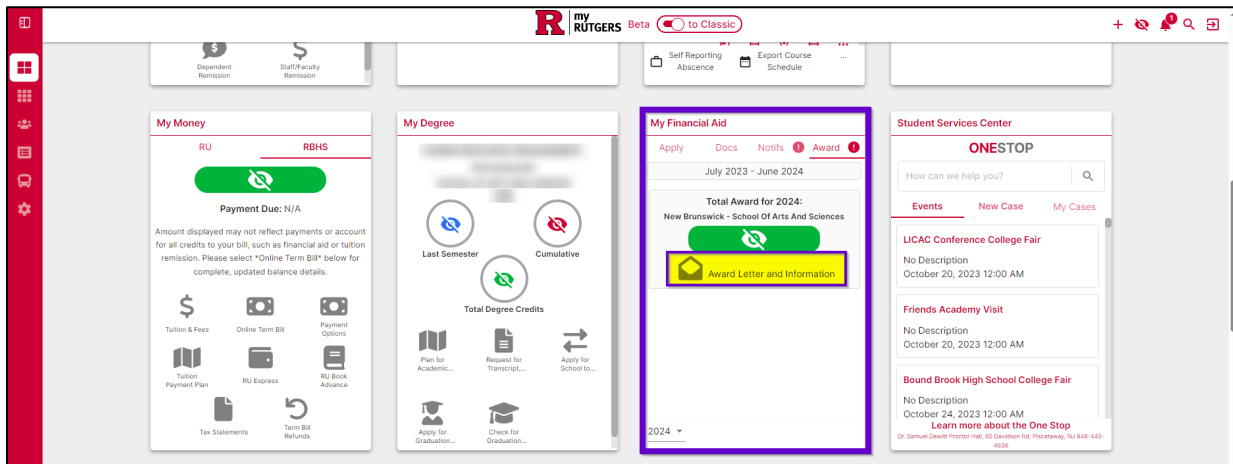 R my RUTGERS Beta to Classic
$ $
Dependent Remission
Staff/Faculty Remission
Self Reporting Abscence
Export Course Schedule
...
My Money
RU RBHS
Payment Due: N/A
Amount displayed may not reflect payments or account
for all credits to your bill, such as financial aid or tuition
remission. Please select *Online Term Bill* below for
complete, updated balance details.
$
Tuition & Fees
Online Term Bill
Payment Options
Tuition Payment Plan
RU Express
RU Book Advance
Tax Statements
Term Bill Refunds
My Degree
Last Semester
Cumulative
Total Degree Credits
Plan for Academic...
Request for Transcript,...
Apply for School to...
Apply for Graduation...
Check for Graduation...
My Financial Aid
Apply Docs Notifs ! Award !
July 2023 - June 2024
Total Award for 2024:
New Brunswick - School Of Arts And Sciences
Award Letter and Information
2024
Student Services Center
ONESTOP
How can we help you?
Events New Case My Cases
LICAC Conference College Fair
No Description
October 20, 2023 12:00 AM
Friends Academy Visit
No Description
October 20, 2023 12:00 AM
Bound Brook High School College Fair
No Description
October 24, 2023 12:00 AM
Learn more about the One Stop
Dr. Samuel Dewitt Proctor Hall, 65 Davidson Rd, Piscataway, NJ 848-445-
4636